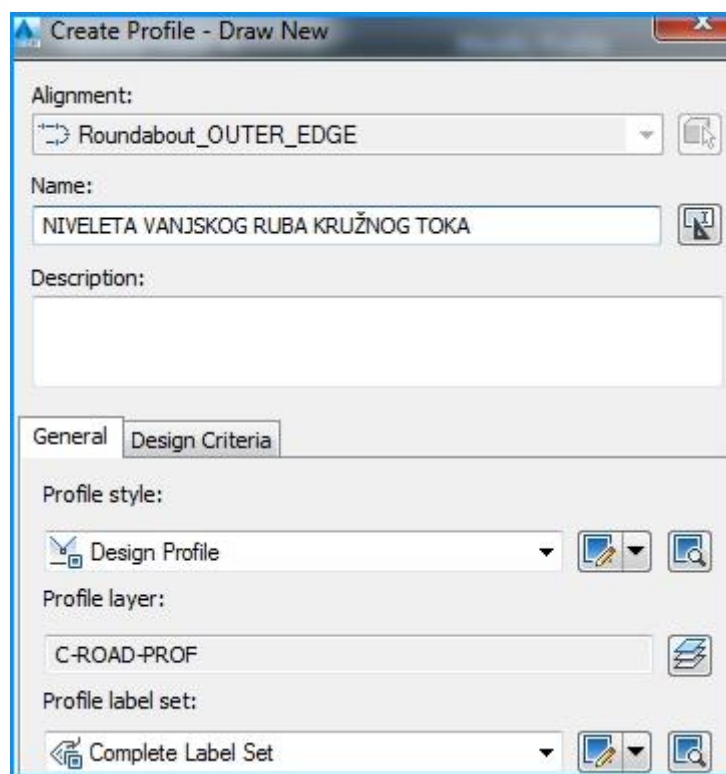 Create Profile - Draw New
Alignment:
Roundabout_OUTER_EDGE
Name:
NIVELETA VANJSKOG RUBA KRUŽNOG TOKA
Description:
General Design Criteria
Profile style:
Design Profile
Profile layer:
C-ROAD-PROF
Profile label set:
Complete Label Set